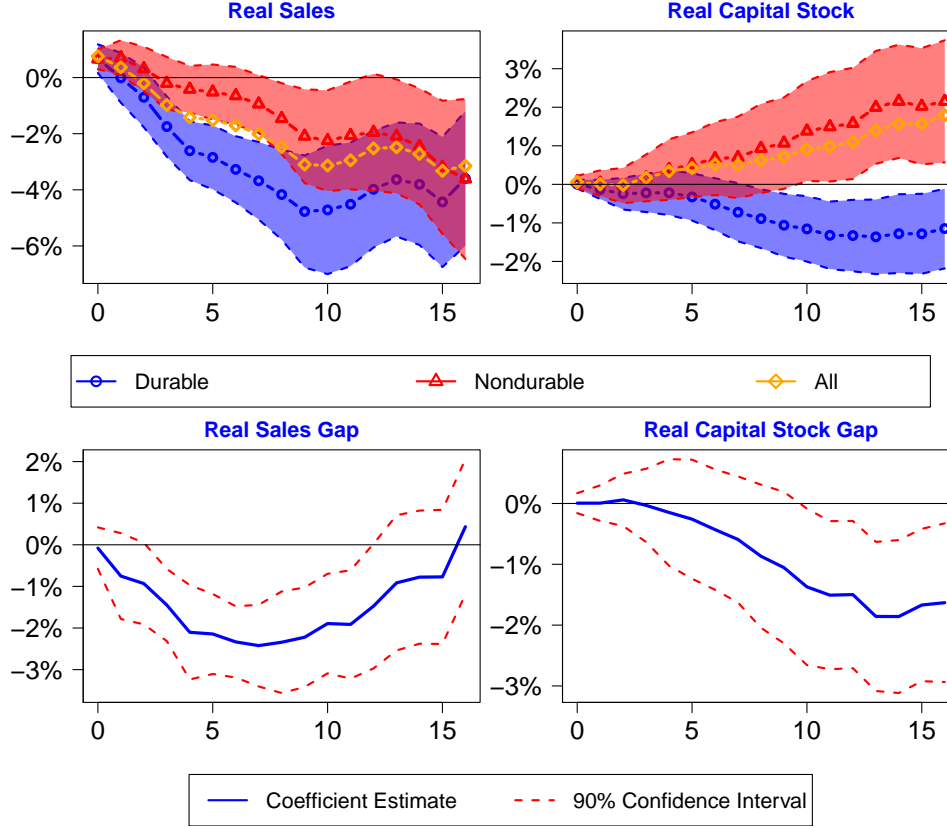 Real Sales
Real Capital Stock
0%
−2%
−4%
−6%
0 5 10 15
3%
2%
1%
0%
−1%
−2%
0 5 10 15
Durable Nondurable All
Real Sales Gap
Real Capital Stock Gap
2%
1%
0%
−1%
−2%
−3%
0 5 10 15
0%
−1%
−2%
−3%
0 5 10 15
Coefficient Estimate 90% Confidence Interval